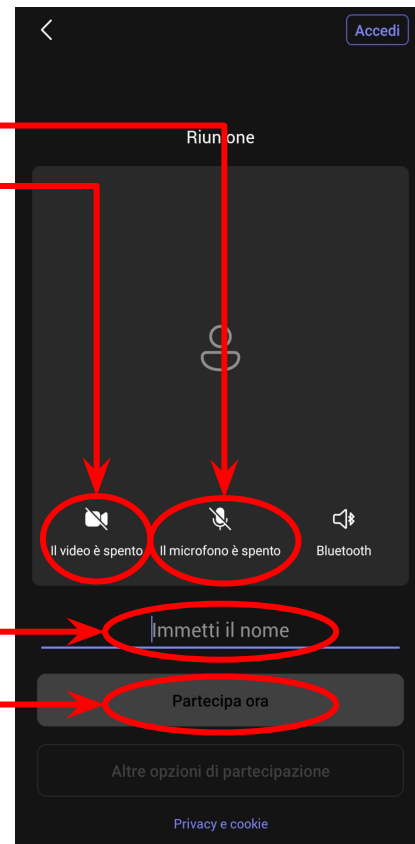 Accedi
Riunione
Il video è spento
Il microfono è spento
Bluetooth
Immetti il nome
Partecipa ora
Altre opzioni di partecipazione
Privacy e cookie